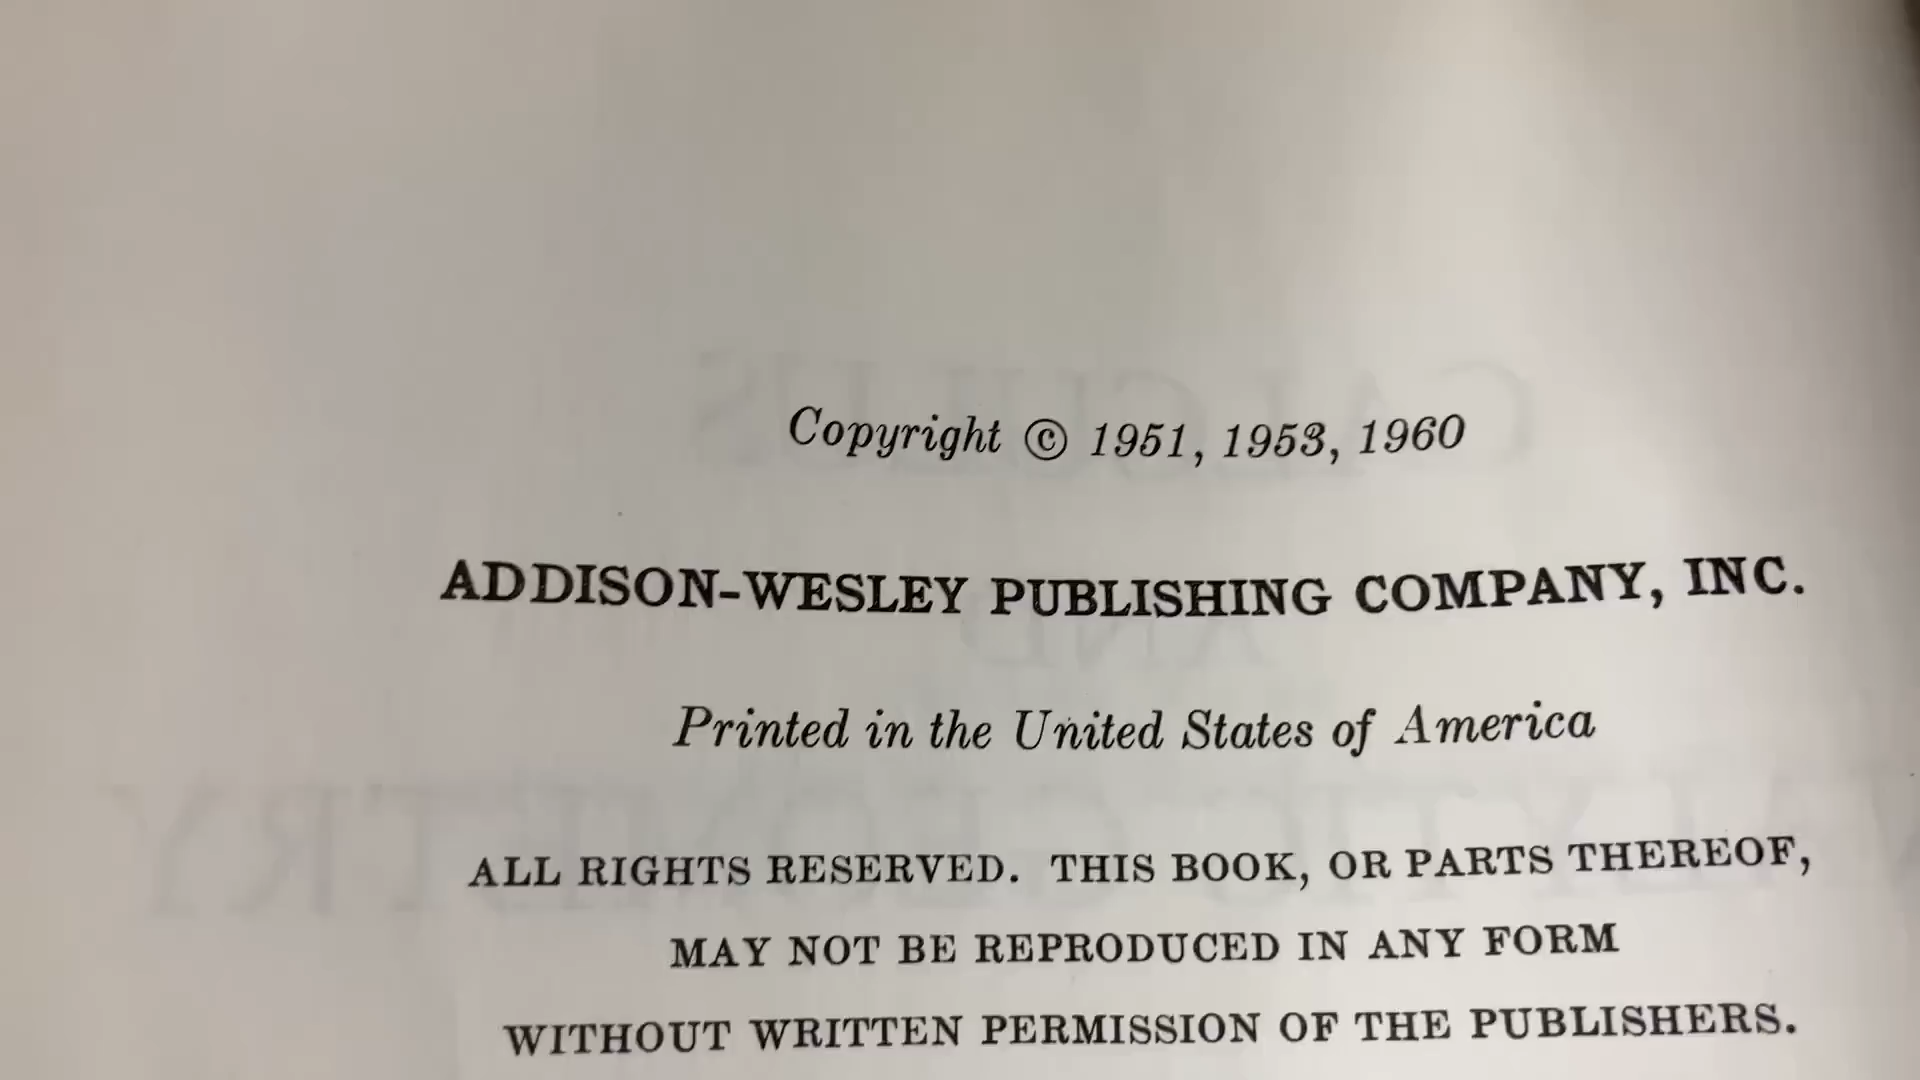 Copyright © 1951, 1953, 1960
ADDISON-WESLEY PUBLISHING COMPANY, INC.
Printed in the United States of America
ALL RIGHTS RESERVED. THIS BOOK, OR PARTS THEREOF,
MAY NOT BE REPRODUCED IN ANY FORM
WITHOUT WRITTEN PERMISSION OF THE PUBLISHERS.